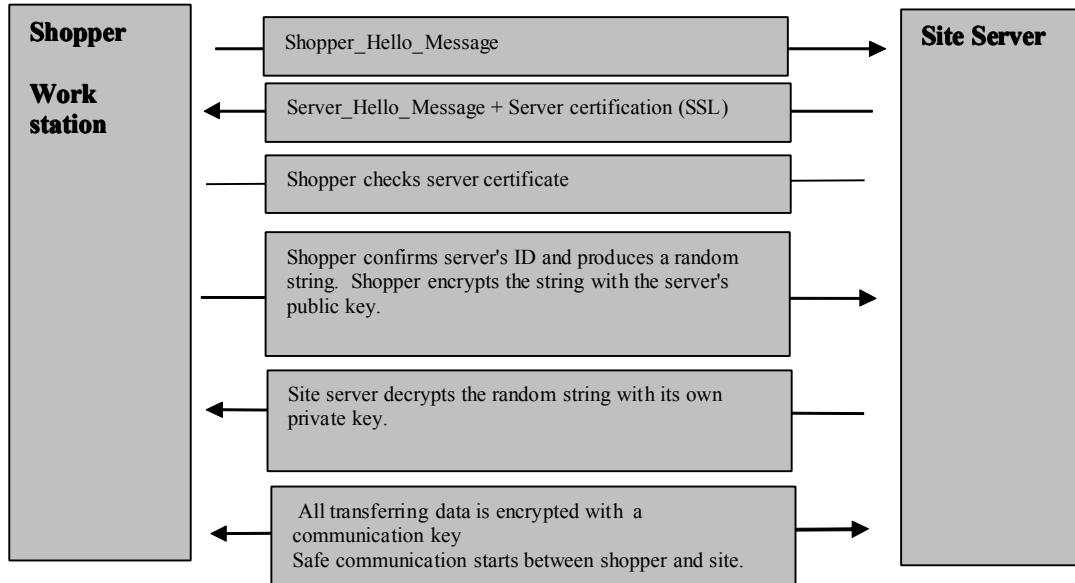 Shopper
Work
station
Shopper_Hello_Message
Server_Hello_Message + Server certification (SSL)
Shopper checks server certificate
Shopper confirms server's ID and produces a random
string. Shopper encrypts the string with the server's
public key.
Site server decrypts the random string with its own
private key.
All transferring data is encrypted with a
communication key
Safe communication starts between shopper and site.
Site Server